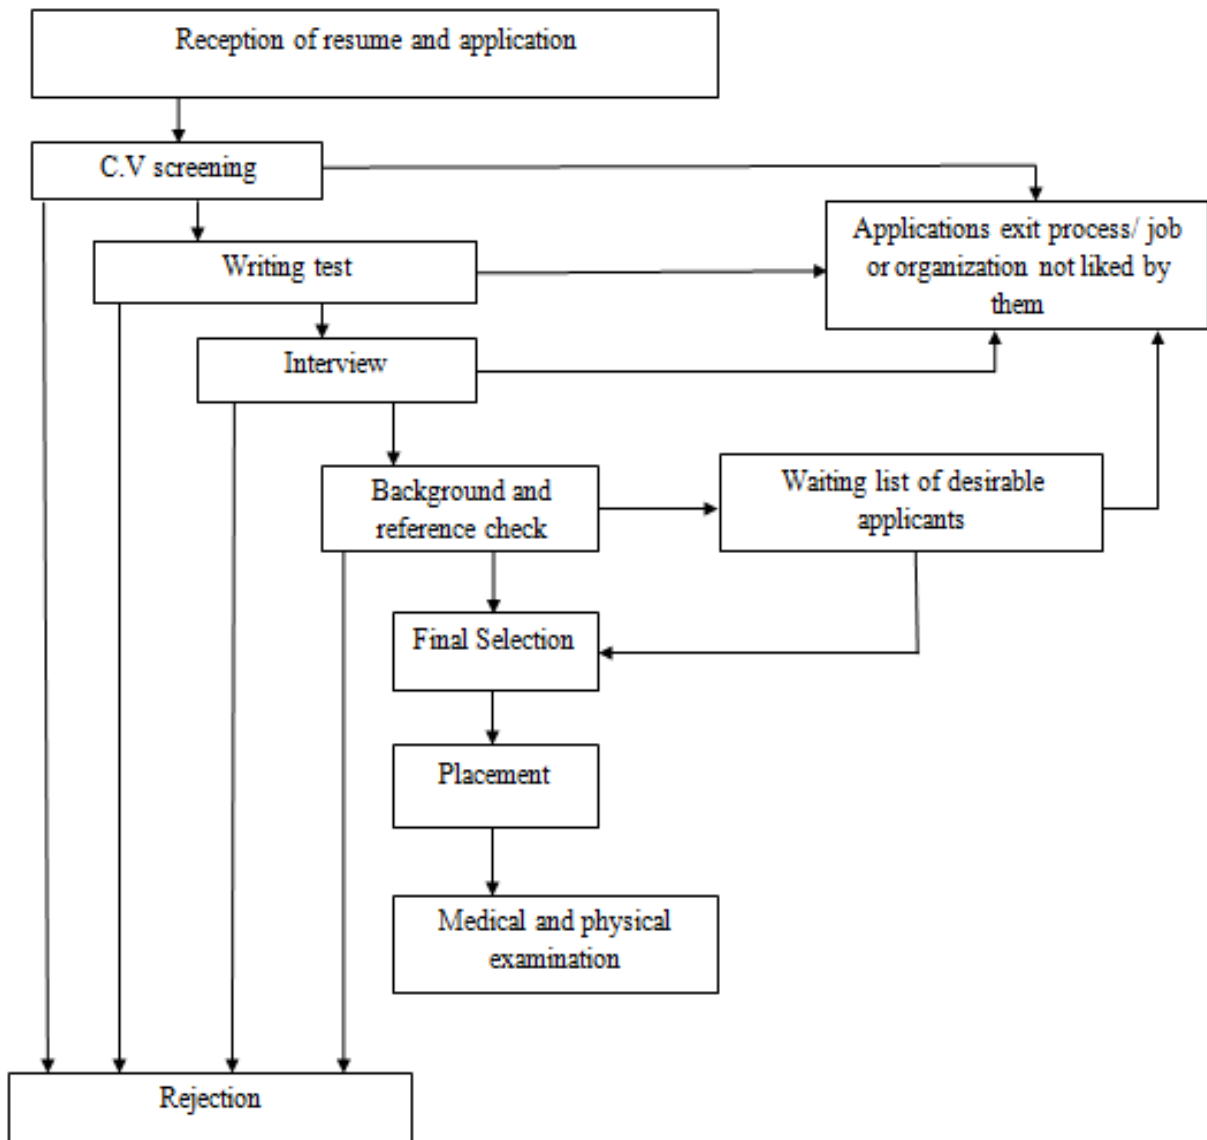 Reception of resume and application
C.V screening
Applications exit process/ job
or organization not liked by
them
Writing test
Interview
Background and
reference check
Waiting list of desirable
applicants
Final Selection
Placement
Medical and physical
examination
Rejection